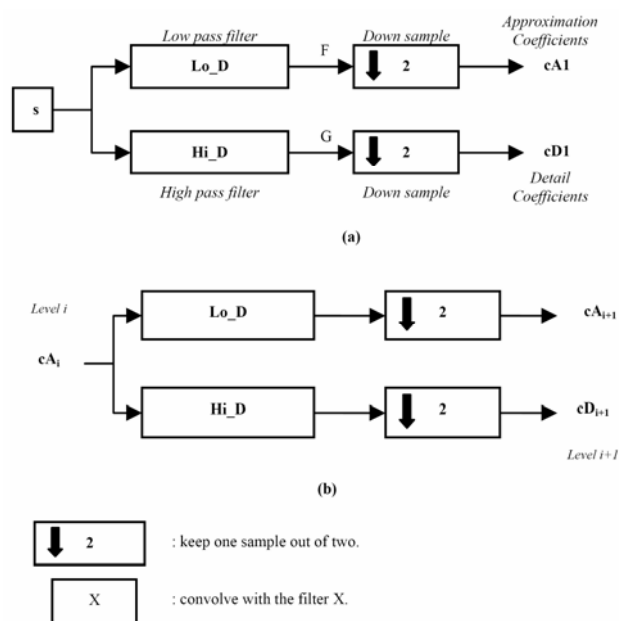 Approximation
Low pass filter F Down sample Coefficients
Lo_D 2 cA1
s
G
Hi_D 2 cD1
High pass filter Down sample Detail
Coefficients
(a)
Level i
Lo_D 2 cAi+1
cAi
Hi_D 2 cDi+1
Level i+1
(b)
2 : keep one sample out of two.
X : convolve with the filter X.